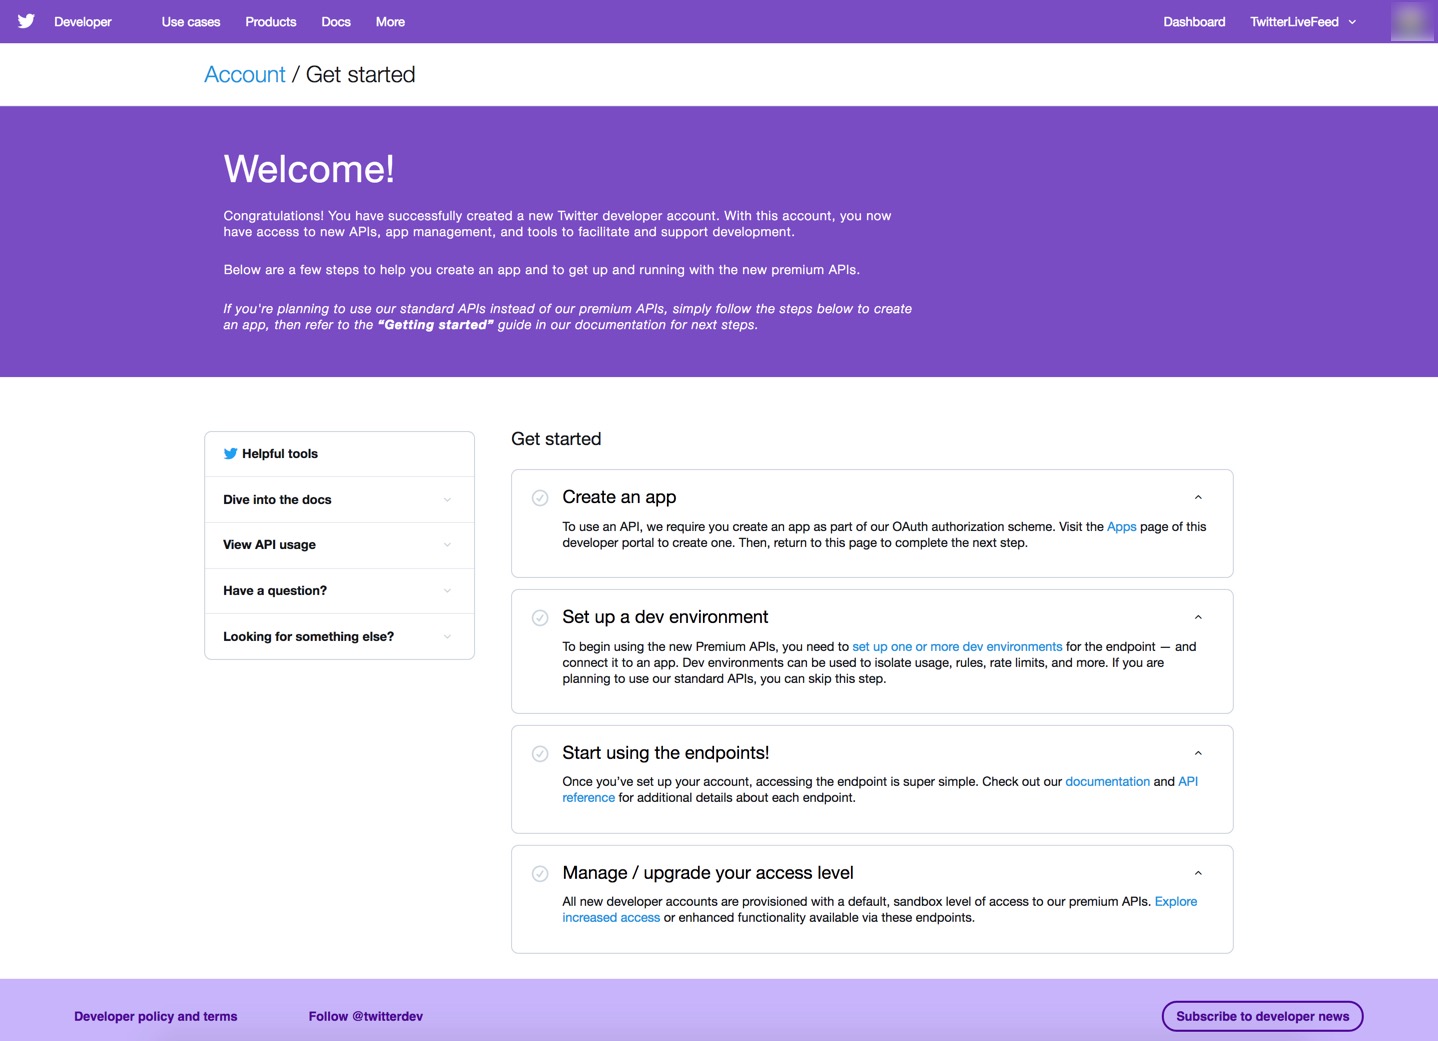 Developer Use cases Products Docs More Dashboard TwitterLiveFeed
Account / Get started
Welcome!
Congratulations! You have successfully created a new Twitter developer account. With this account, you now
have access to new APIs, app management, and tools to facilitate and support development.
Below are a few steps to help you create an app and to get up and running with the new premium APIs.
If you're planning to use our standard APIs instead of our premium APIs, simply follow the steps below to create
an app, then refer to the “Getting started” guide in our documentation for next steps.
Helpful tools
Dive into the docs
View API usage
Have a question?
Looking for something else?
Get started
Create an app
To use an API, we require you create an app as part of our OAuth authorization scheme. Visit the Apps page of this
developer portal to create one. Then, return to this page to complete the next step.
Set up a dev environment
To begin using the new Premium APIs, you need to set up one or more dev environments for the endpoint — and
connect it to an app. Dev environments can be used to isolate usage, rules, rate limits, and more. If you are
planning to use our standard APIs, you can skip this step.
Start using the endpoints!
Once you’ve set up your account, accessing the endpoint is super simple. Check out our documentation and API
reference for additional details about each endpoint.
Manage / upgrade your access level
All new developer accounts are provisioned with a default, sandbox level of access to our premium APIs. Explore
increased access or enhanced functionality available via these endpoints.
Developer policy and terms Follow @twitterdev Subscribe to developer news